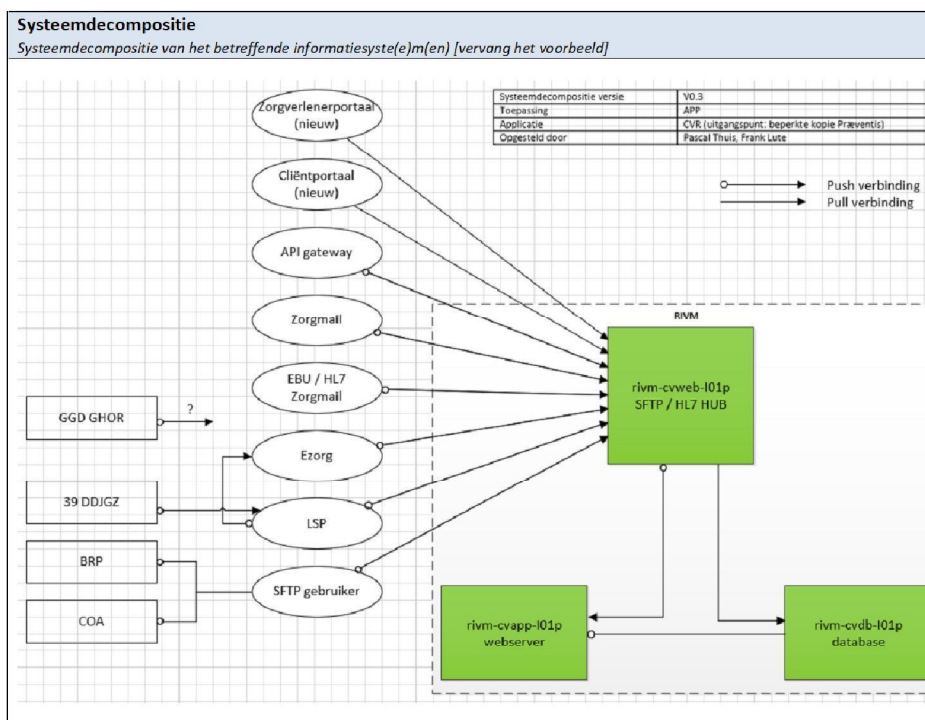 Systeemdecompositie
Systeemdecompositie van het betreffende informatiesyste(e)m(en) [vervang het voorbeeld]
Systeemdecompositie versie V0.3
Toepassing APP
Applicatie CVR (uitgangspunt: beperkte kopie Præventis)
Opgesteld door Pascal Thuis, Frank Lute
Push verbinding
Pull verbinding
Zorgverlenerportaal
(nieuw)
Cliëntportaal
(nieuw)
API gateway
Zorgmail
EBU / HL7
Zorgmail
Ezorg
LSP
SFTP gebruiker
GGD GHOR
?
39 DDJGZ
BRP
COA
RIVM
rivm-cvweb-l01p
SFTP / HL7 HUB
rivm-cvapp-l01p
webserver
rivm-cvdb-l01p
database